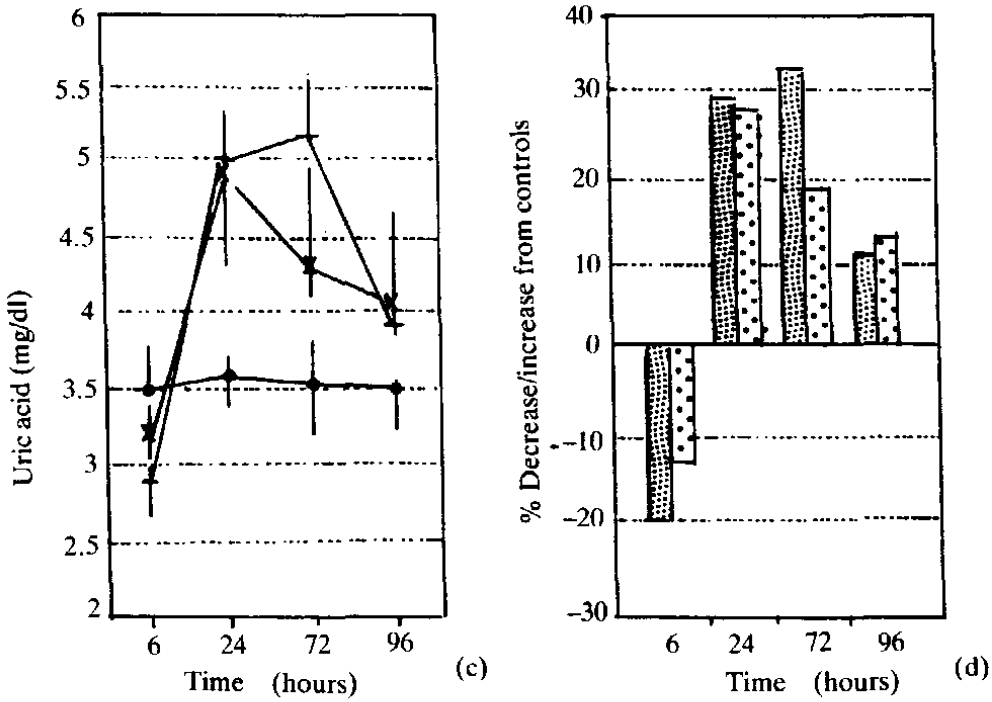 6
5.5
5
4.5
4
3.5
3
2.5
2
Uric acid (mg/dl)
6 24 72 96
Time (hours)
(c)
40
30
20
10
0
–10
–20
–30
% Decrease/increase from controls
6 24 72 96
Time (hours)
(d)